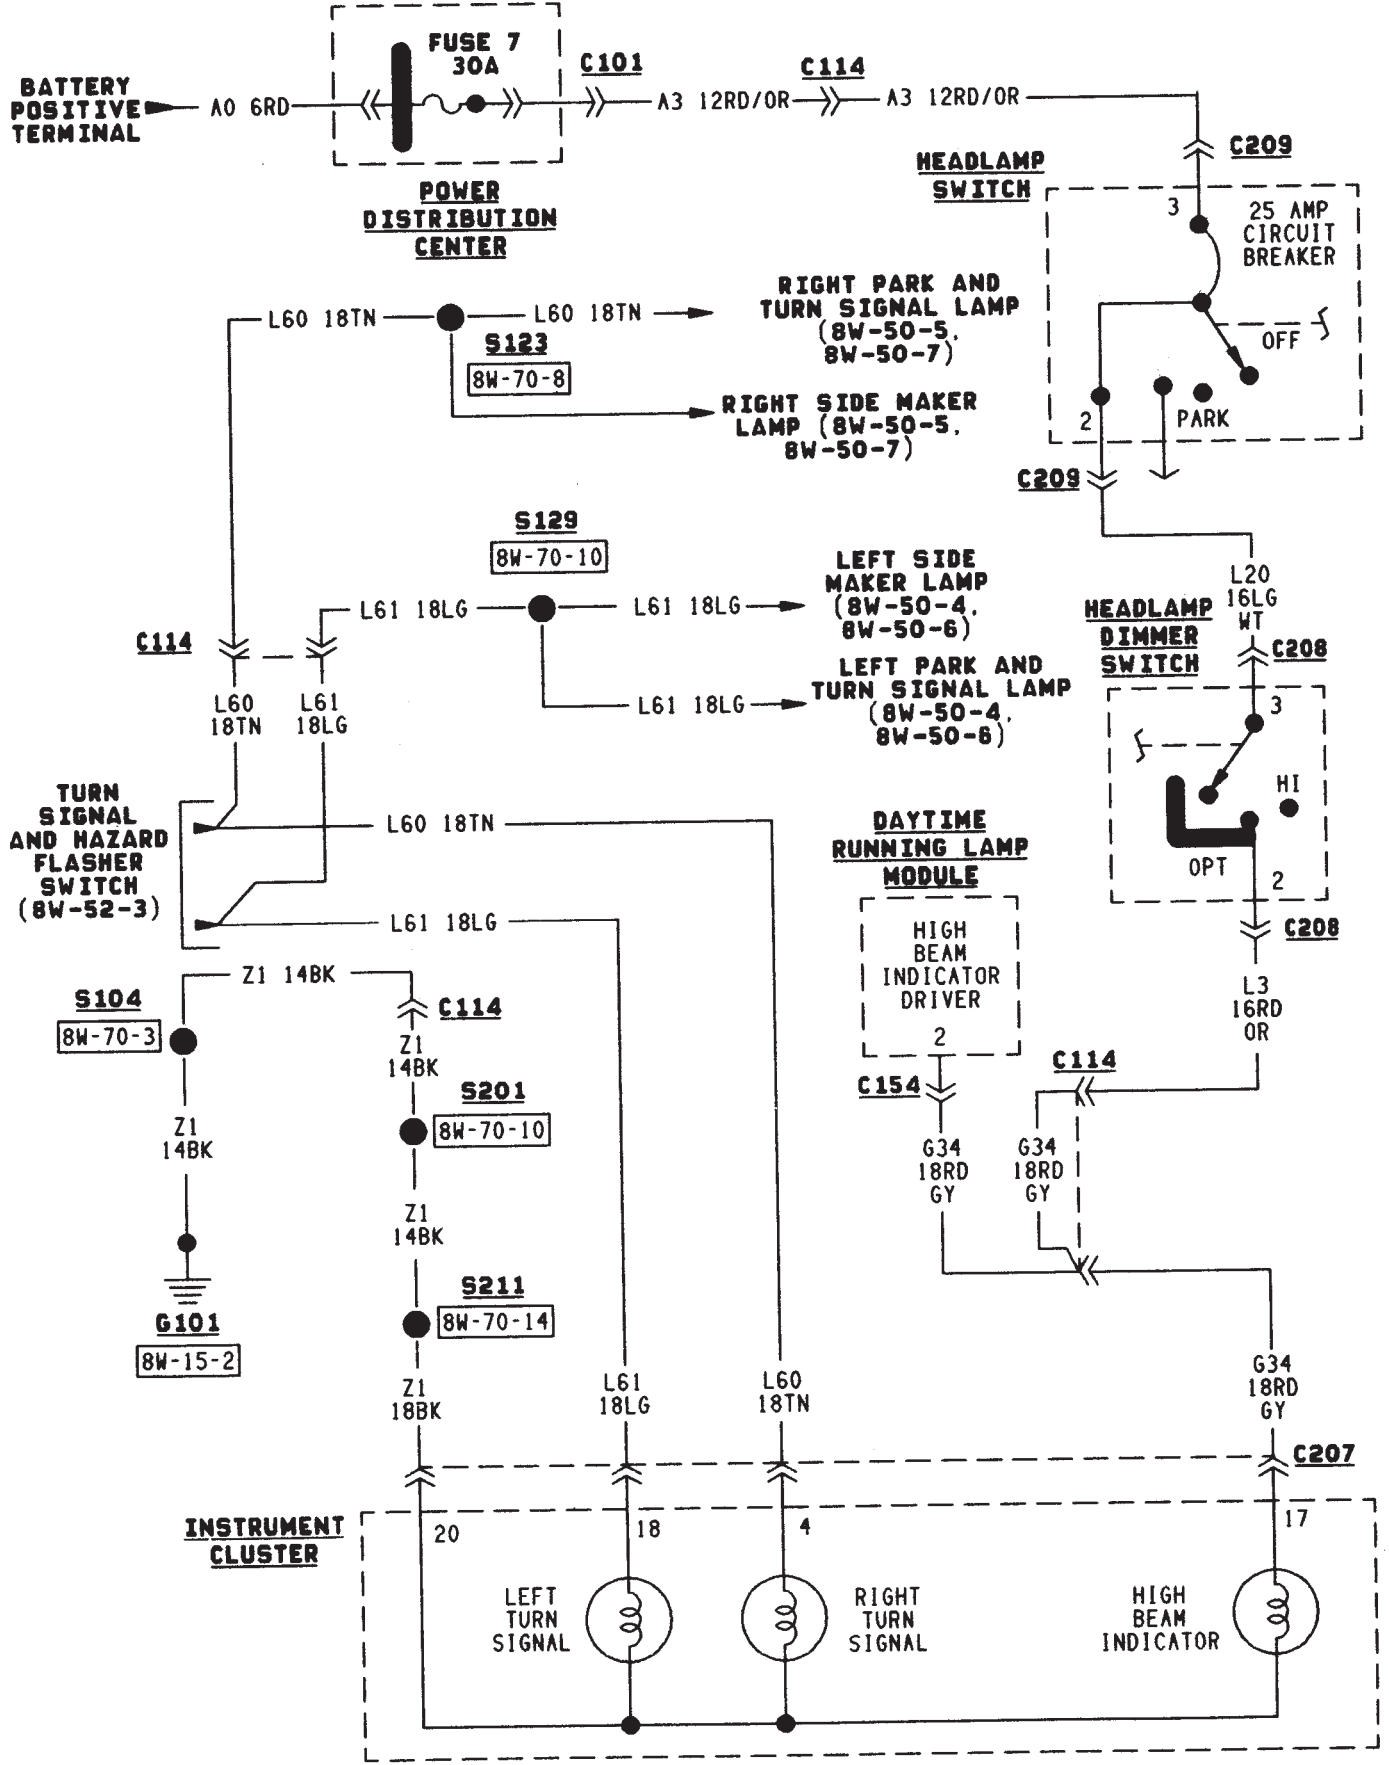 FUSE 7
30A
C101
C114
BATTERY
POSITIVE
TERMINAL
A0 6RD
A3 12RD/OR
A3 12RD/OR
C209
HEADLAMP
SWITCH
POWER
DISTRIBUTION
CENTER
3
25 AMP
CIRCUIT
BREAKER
OFF
PARK
2
C209
L60 18TN
L60 18TN
RIGHT PARK AND
TURN SIGNAL LAMP
(8W-50-5,
8W-50-7)
S123
8W-70-8
RIGHT SIDE MAKER
LAMP (8W-50-5,
8W-50-7)
S129
8W-70-10
L61 18LG
L61 18LG
LEFT SIDE
MAKER LAMP
(8W-50-4,
8W-50-6)
LEFT PARK AND
TURN SIGNAL LAMP
(8W-50-4,
8W-50-6)
L61 18LG
C114
L60
18TN
L61
18LG
L20
16LG
WT
HEADLAMP
DIMMER
SWITCH
C208
3
HI
OPT
2
C208
TURN
SIGNAL
AND HAZARD
FLASHER
SWITCH
(8W-52-3)
L60 18TN
L61 18LG
DAYTIME
RUNNING LAMP
MODULE
HIGH
BEAM
INDICATOR
DRIVER
2
C154
L3
16RD
OR
C114
Z1 14BK
S104
8W-70-3
C114
Z1
14BK
S201
8W-70-10
Z1
14BK
G34
18RD
GY
G34
18RD
GY
Z1
14BK
S211
8W-70-14
G101
8W-15-2
Z1
18BK
L61
18LG
L60
18TN
G34
18RD
GY
C207
INSTRUMENT
CLUSTER
20
18
4
17
LEFT
TURN
SIGNAL
RIGHT
TURN
SIGNAL
HIGH
BEAM
INDICATOR